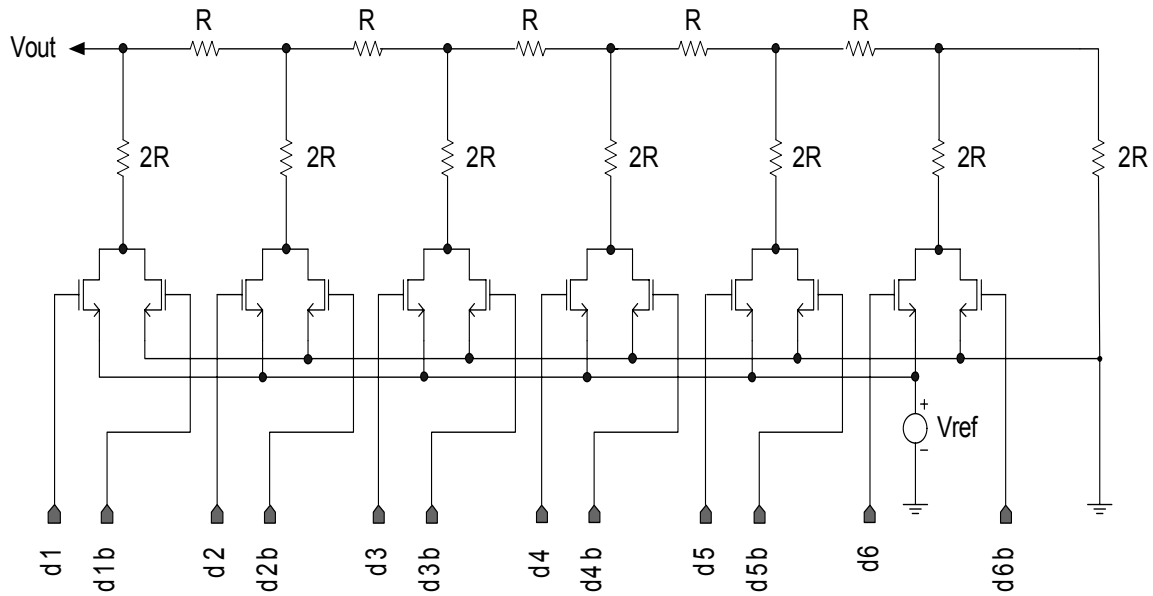 R R R R R
Vout
2R 2R 2R 2R 2R 2R 2R
+
Vref
−
d1 d1b d2 d2b d3 d3b d4 d4b d5 d5b d6 d6b